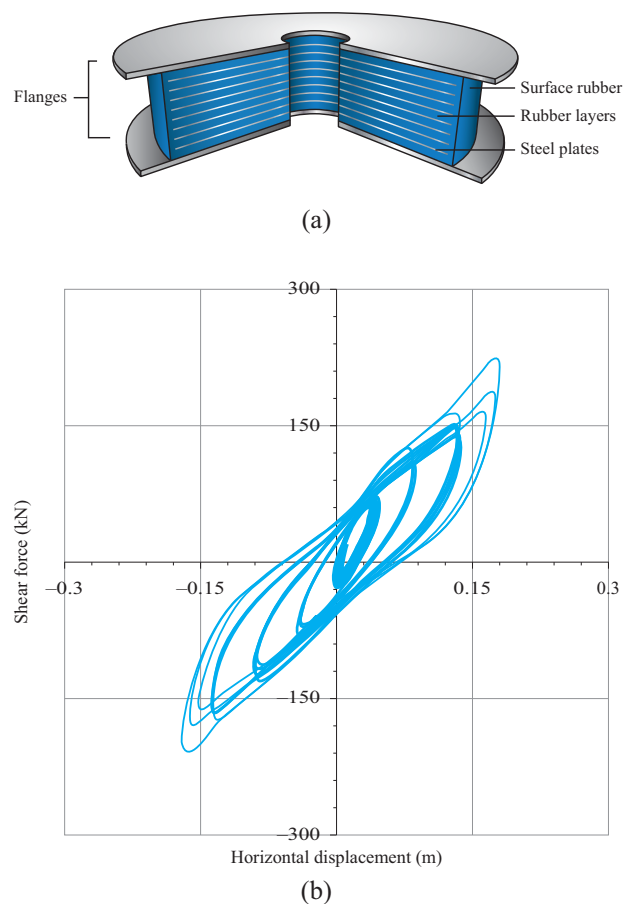 Flanges
Surface rubber
Rubber layers
Steel plates
(a)
300
150
−0.3
−0.15
0.15
0.3
−150
−300
Shear force (kN)
Horizontal displacement (m)
(b)